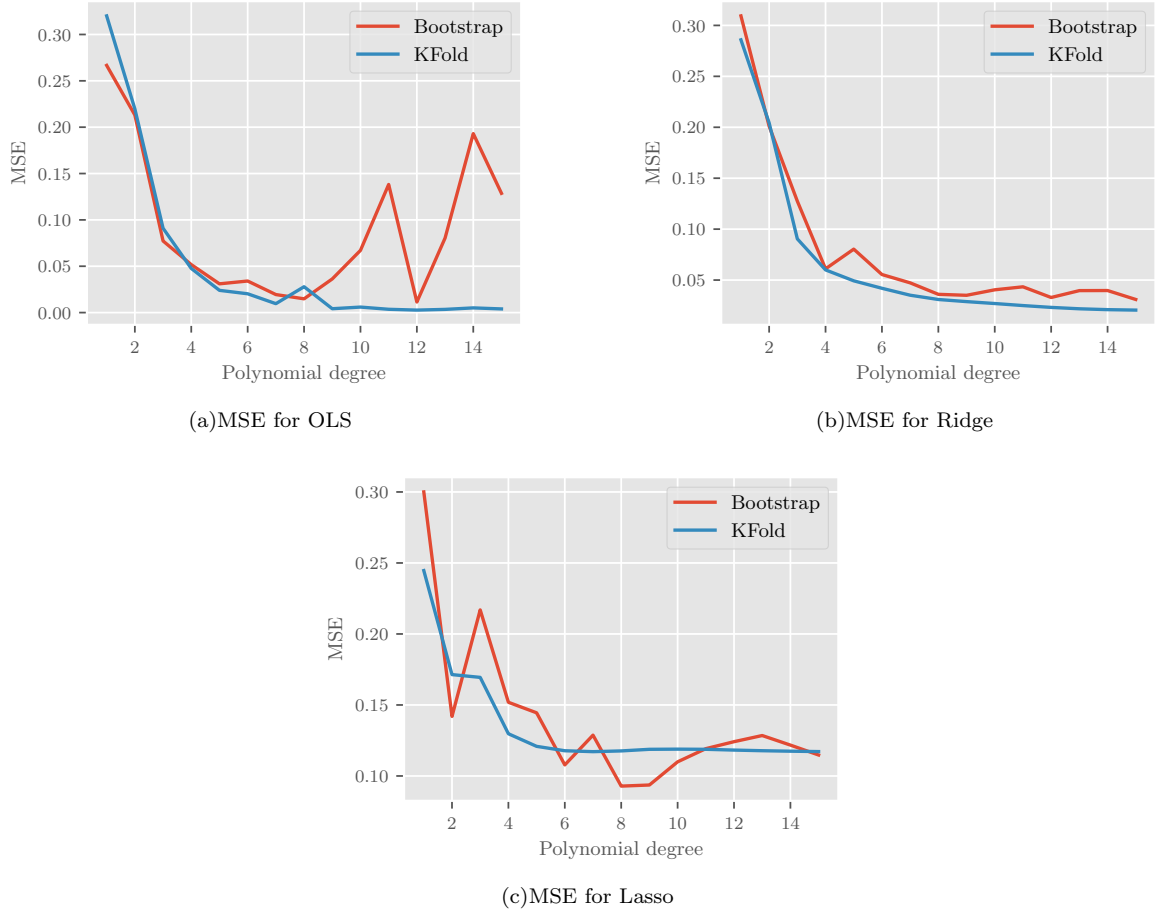 0.30
0.25
0.20
0.15
0.10
0.05
0.00
MSE
Bootstrap
KFold
2 4 6 8 10 12 14
Polynomial degree
(a)MSE for OLS
0.30
0.25
0.20
0.15
0.10
0.05
MSE
Bootstrap
KFold
2 4 6 8 10 12 14
Polynomial degree
(b)MSE for Ridge
0.30
0.25
0.20
0.15
0.10
MSE
Bootstrap
KFold
2 4 6 8 10 12 14
Polynomial degree
(c)MSE for Lasso